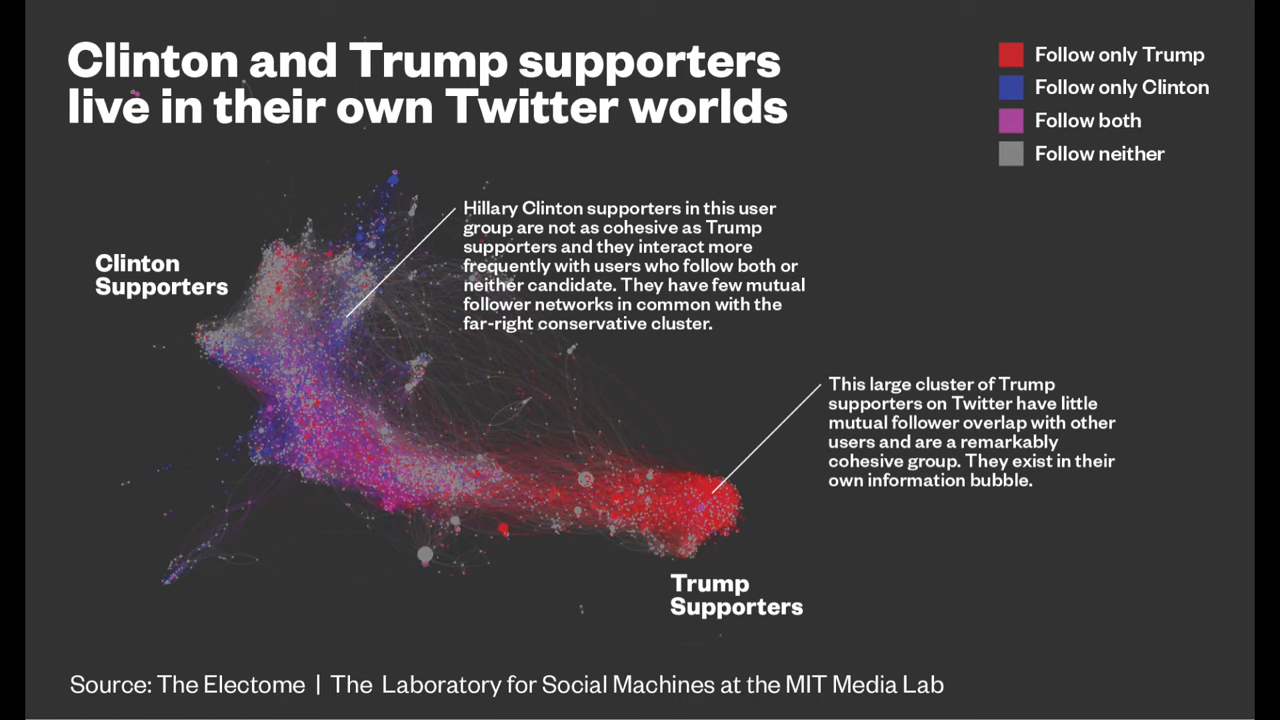 Clinton and Trump supporters
live in their own Twitter worlds
Follow only Trump
Follow only Clinton
Follow both
Follow neither
Clinton
Supporters
Hillary Clinton supporters in this user
group are not as cohesive as Trump
supporters and they interact more
frequently with users who follow both or
neither candidate. They have few mutual
follower networks in common with the
far-right conservative cluster.
This large cluster of Trump
supporters on Twitter have little
mutual follower overlap with other
users and are a remarkably
cohesive group. They exist in their
own information bubble.
Trump
Supporters
Source: The Electome | The Laboratory for Social Machines at the MIT Media Lab